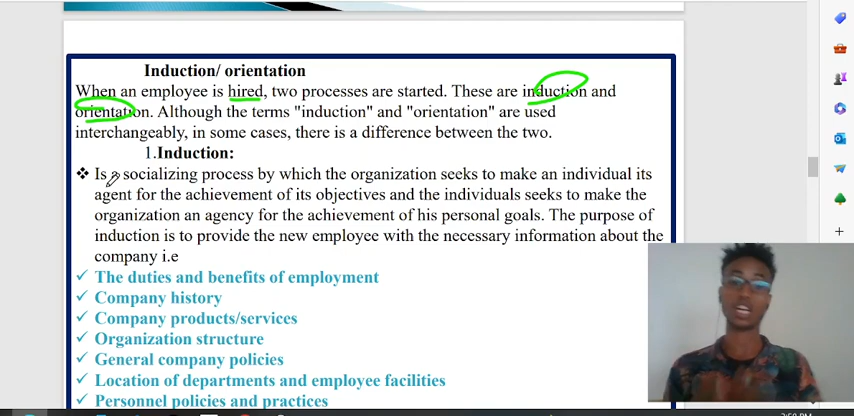 Induction/ orientation
When an employee is hired, two processes are started. These are induction and
orientation. Although the terms "induction" and "orientation" are used
interchangeably, in some cases, there is a difference between the two.
1.Induction:
❖ Is a socializing process by which the organization seeks to make an individual its
agent for the achievement of its objectives and the individuals seeks to make the
organization an agency for the achievement of his personal goals. The purpose of
induction is to provide the new employee with the necessary information about the
company i.e
✓ The duties and benefits of employment
✓ Company history
✓ Company products/services
✓ Organization structure
✓ General company policies
✓ Location of departments and employee facilities
✓ Personnel policies and practices